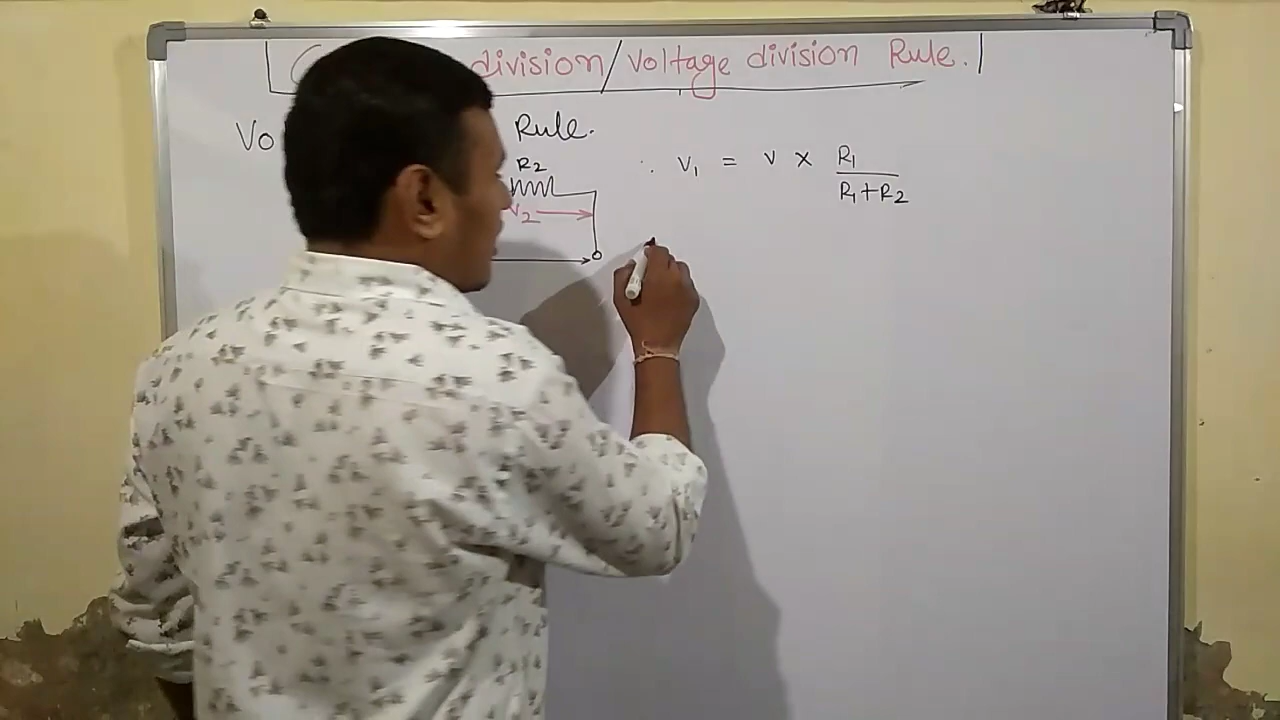 division/voltage division Rule.
Vo Rule.
R2
V2
∴ V1 = V × R1
R1+R2